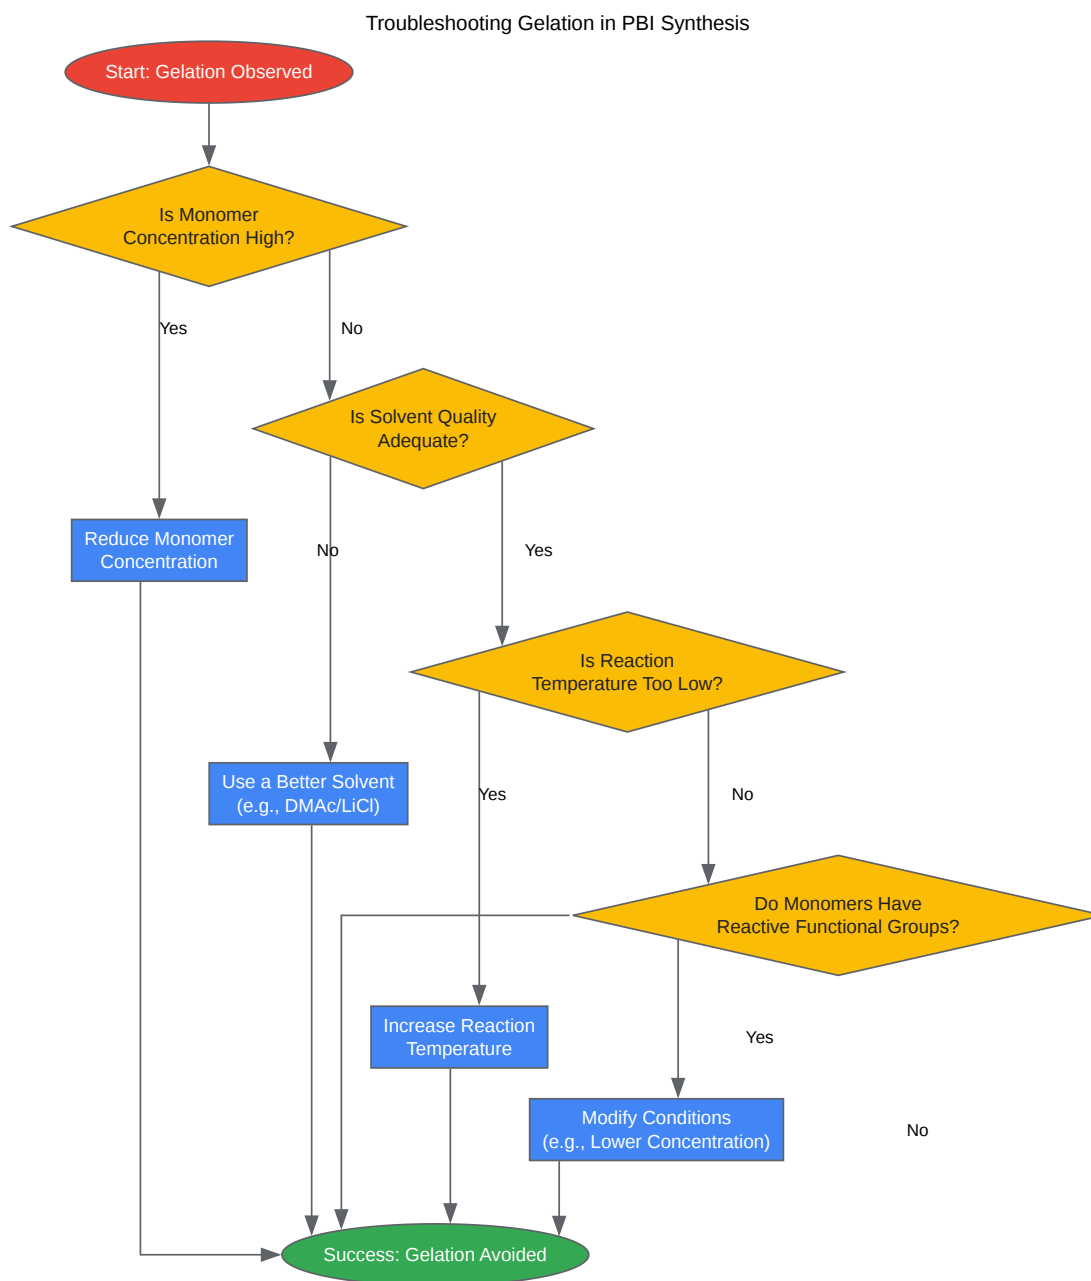 Troubleshooting Gelation in PBI Synthesis
Start: Gelation Observed
Is Monomer
Concentration High?
Yes
No
Is Solvent Quality
Adequate?
Reduce Monomer
Concentration
No
Yes
Is Reaction
Temperature Too Low?
Use a Better Solvent
(e.g., DMAc/LiCl)
Yes
No
Do Monomers Have
Reactive Functional Groups?
Increase Reaction
Temperature
Yes
Modify Conditions
(e.g., Lower Concentration)
No
Success: Gelation Avoided